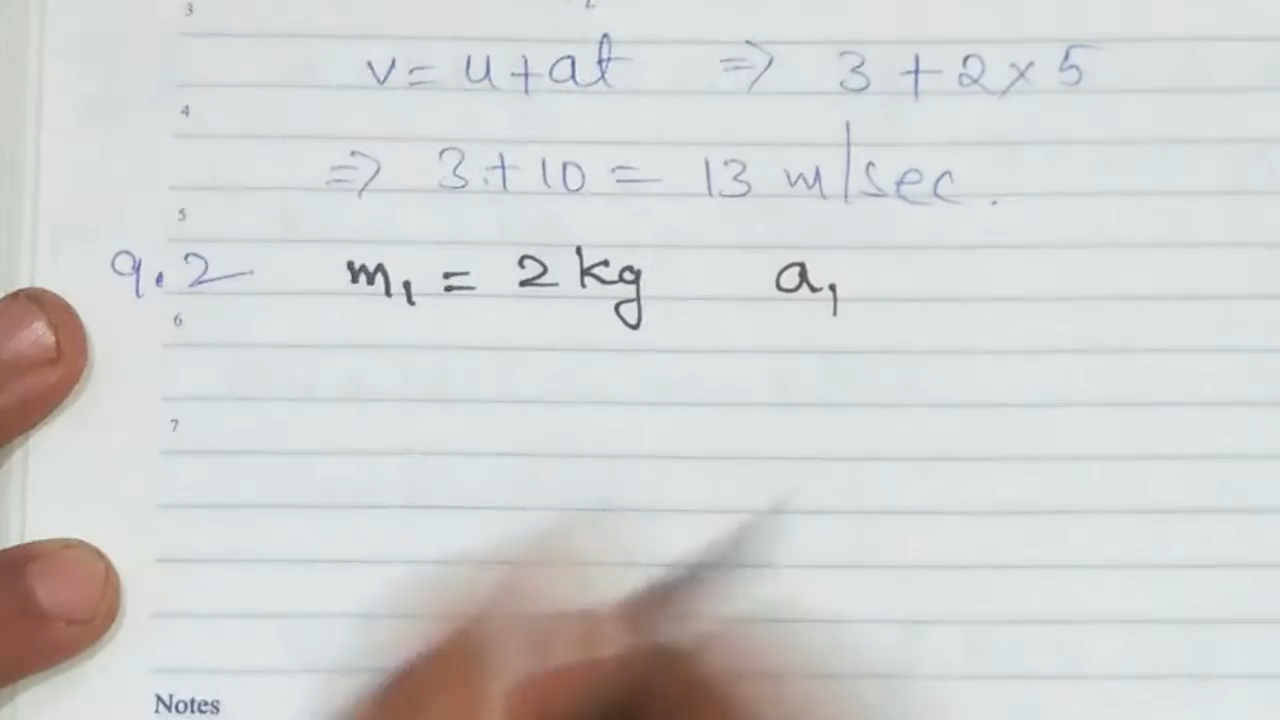 3
v = u + at ⇒ 3 + 2 × 5
4
⇒ 3 + 10 = 13 m/sec.
5
9.2 m₁ = 2 kg a₁
6
7
Notes